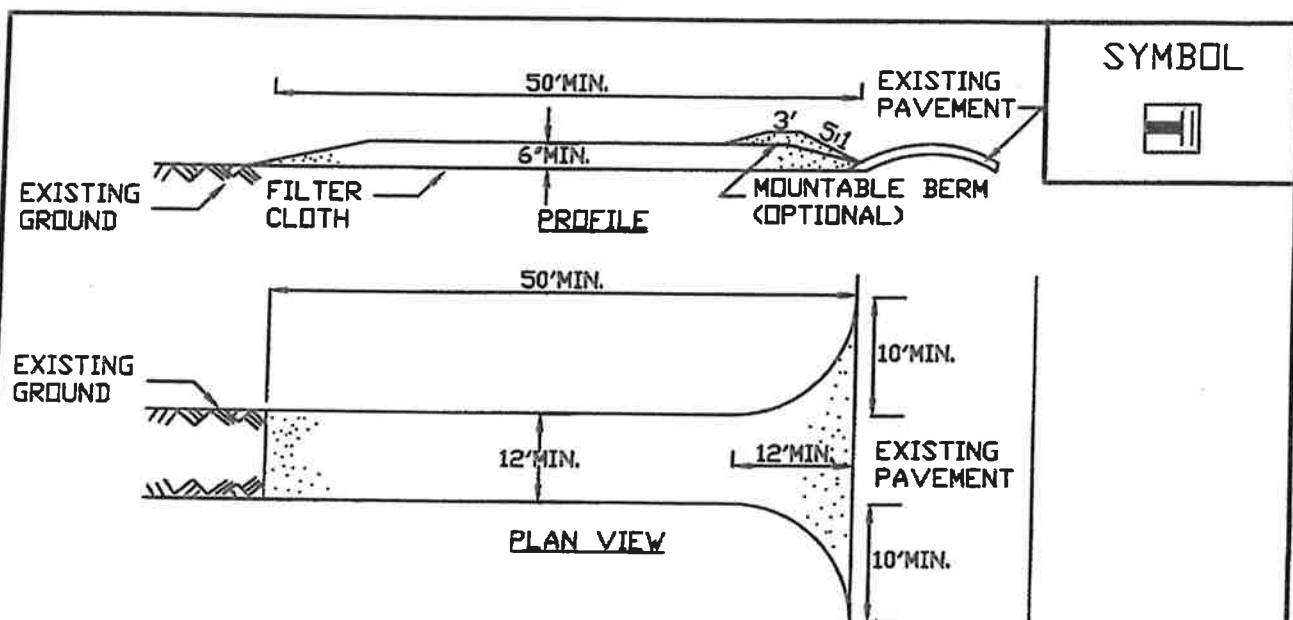 SYMBOL
50'MIN.
EXISTING
PAVEMENT
3'
5:1
6"MIN.
EXISTING
GROUND
FILTER
CLOTH
PROFILE
MOUNTABLE BERM
(OPTIONAL)
50'MIN.
10'MIN.
EXISTING
GROUND
12'MIN.
12'MIN.
EXISTING
PAVEMENT
PLAN VIEW
10'MIN.